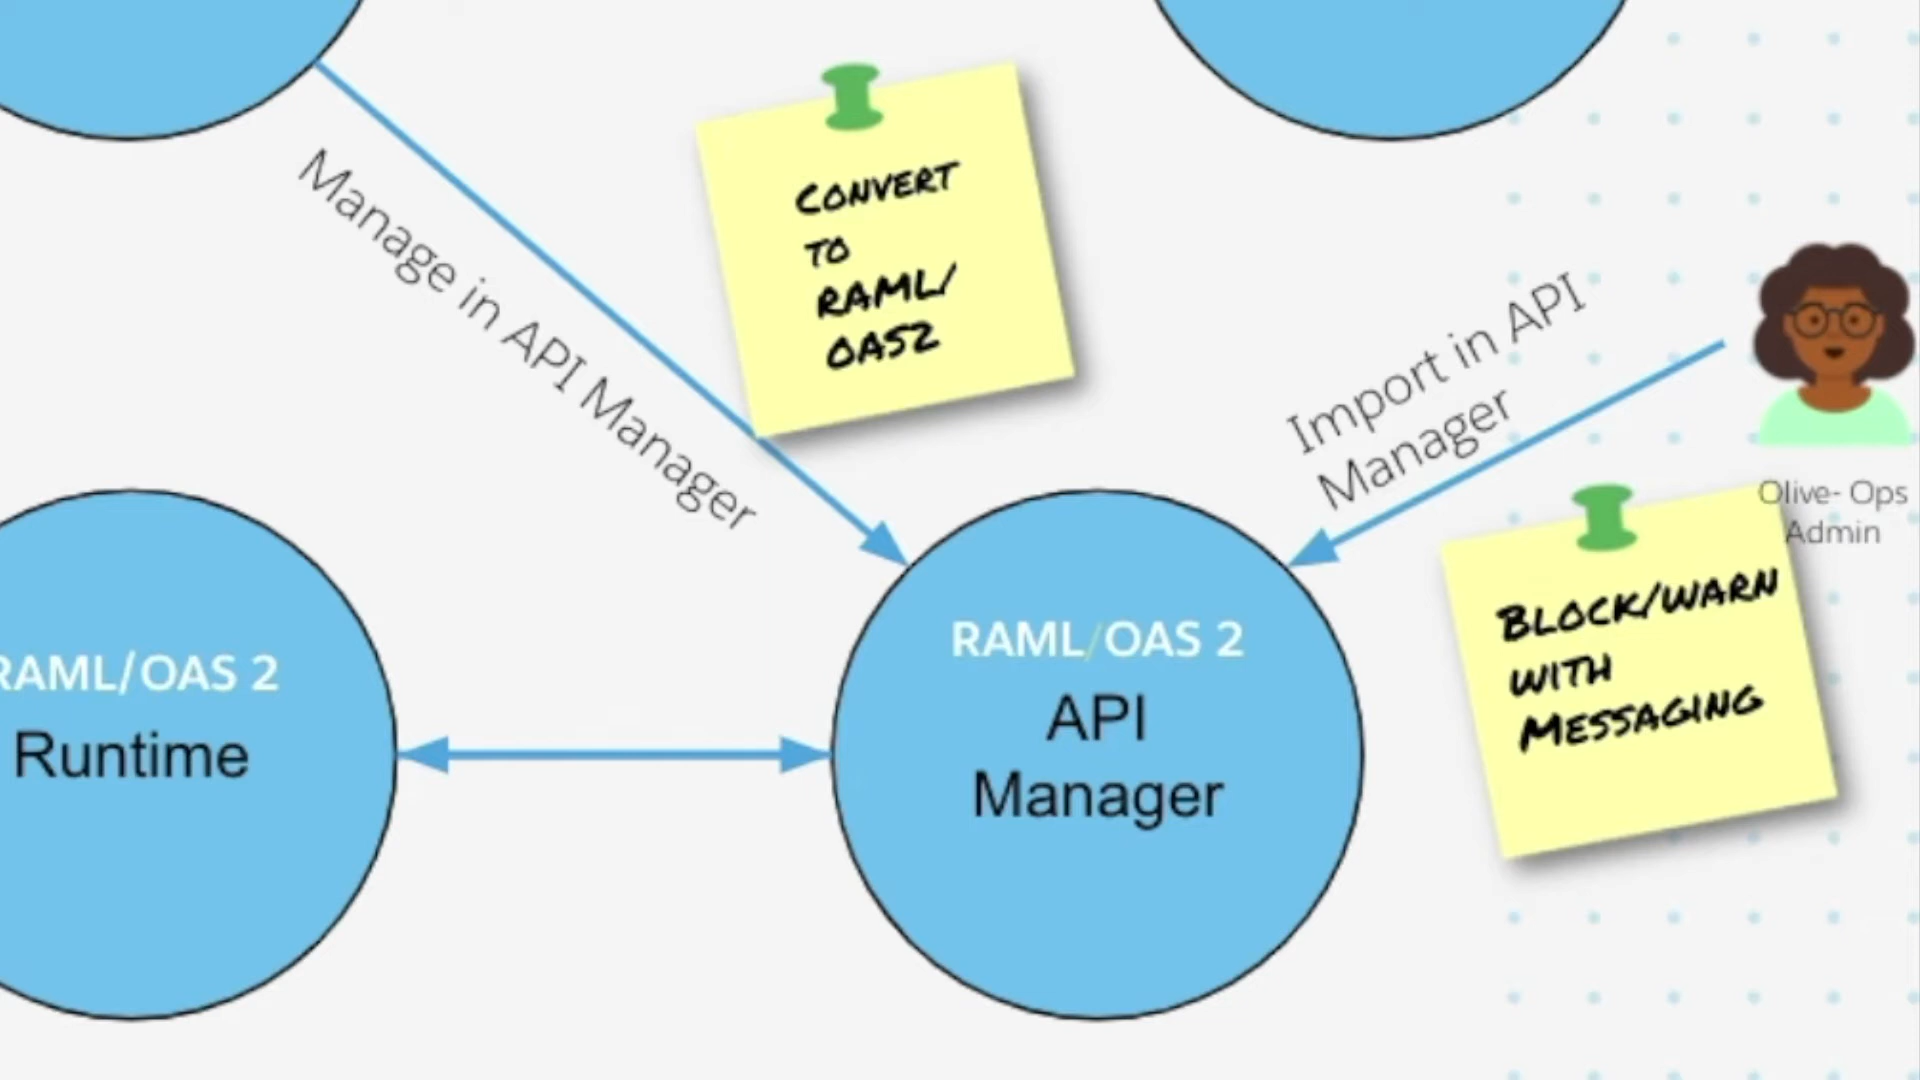 Manage in API Manager
CONVERT
TO
RAML/
OAS2
Import in API
Manager
Olive- Ops
Admin
BLOCK/WARN
WITH
MESSAGING
RAML/OAS 2
Runtime
RAML/OAS 2
API
Manager